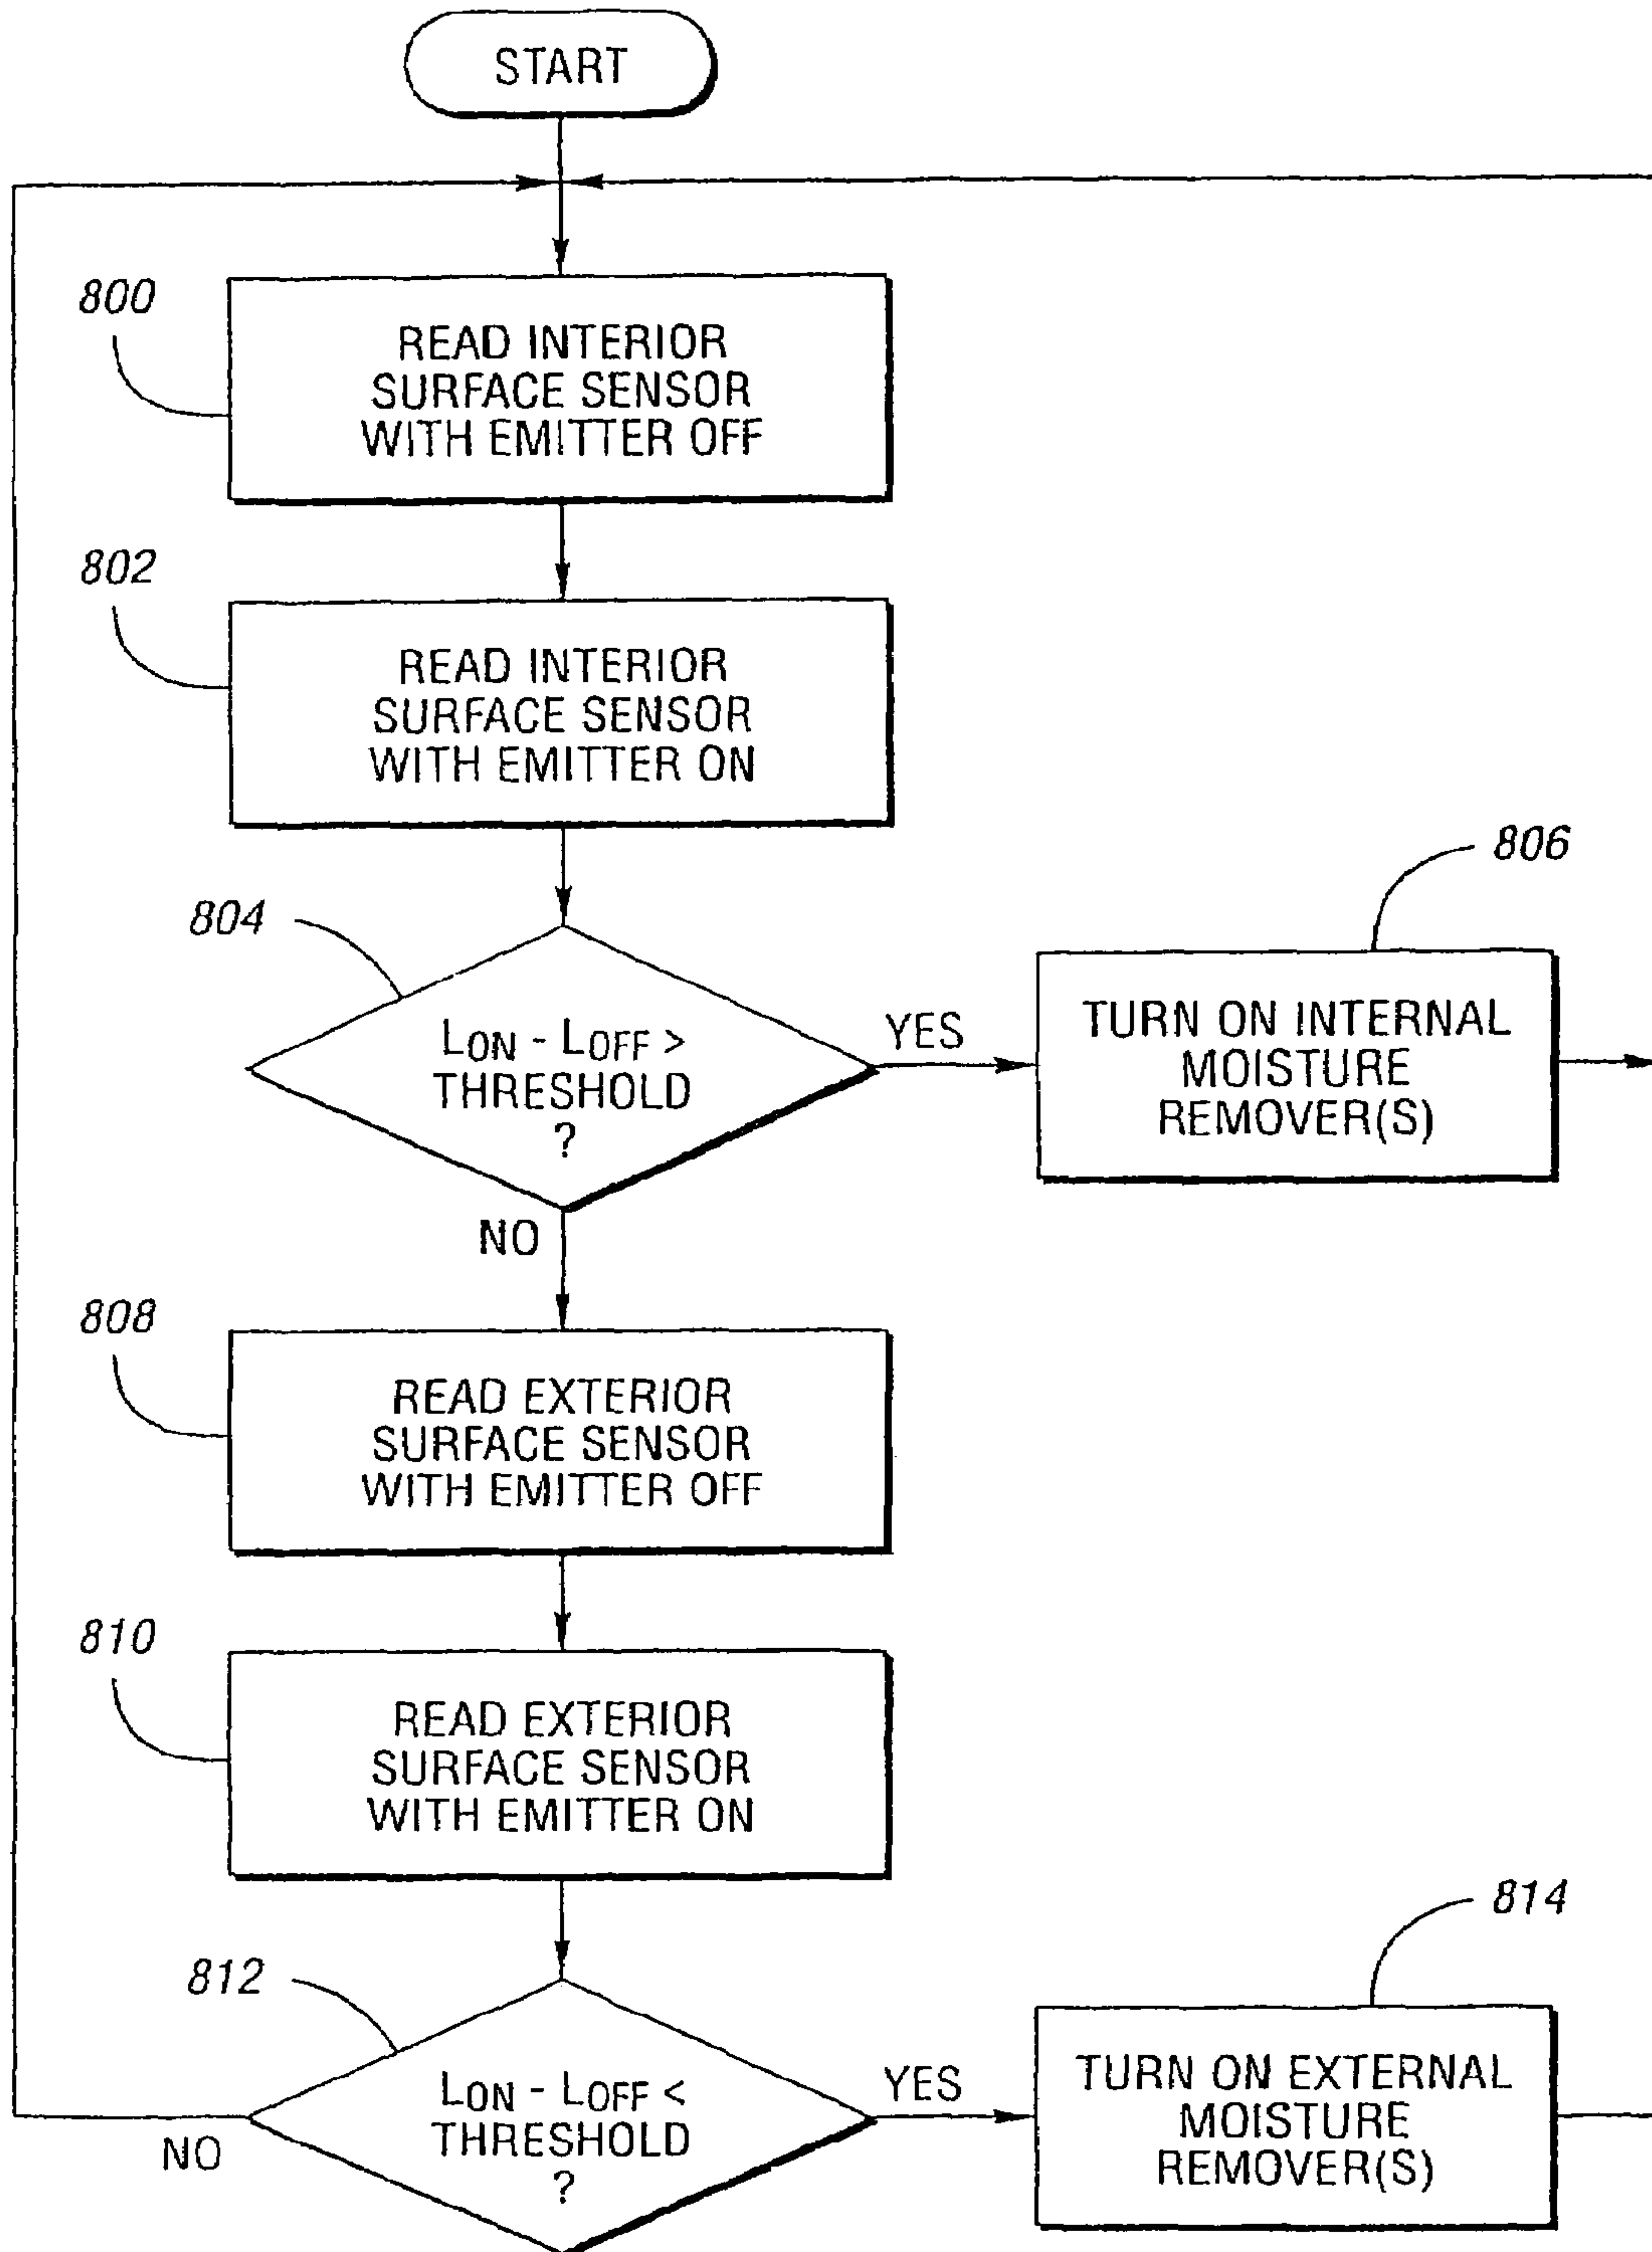 START
800
READ INTERIOR
SURFACE SENSOR
WITH EMITTER OFF
802
READ INTERIOR
SURFACE SENSOR
WITH EMITTER ON
804
LON - LOFF >
THRESHOLD
?
YES
806
TURN ON INTERNAL
MOISTURE
REMOVER(S)
NO
808
READ EXTERIOR
SURFACE SENSOR
WITH EMITTER OFF
810
READ EXTERIOR
SURFACE SENSOR
WITH EMITTER ON
812
LON - LOFF <
THRESHOLD
?
YES
814
TURN ON EXTERNAL
MOISTURE
REMOVER(S)
NO